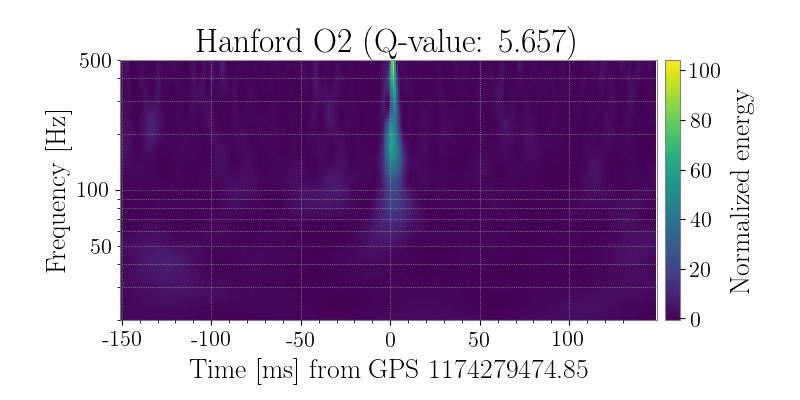 Hanford O2 (Q-value: 5.657)
500
100
50
Frequency [Hz]
-150 -100 -50 0 50 100
Time [ms] from GPS 1174279474.85
100
80
60
40
20
0
Normalized energy